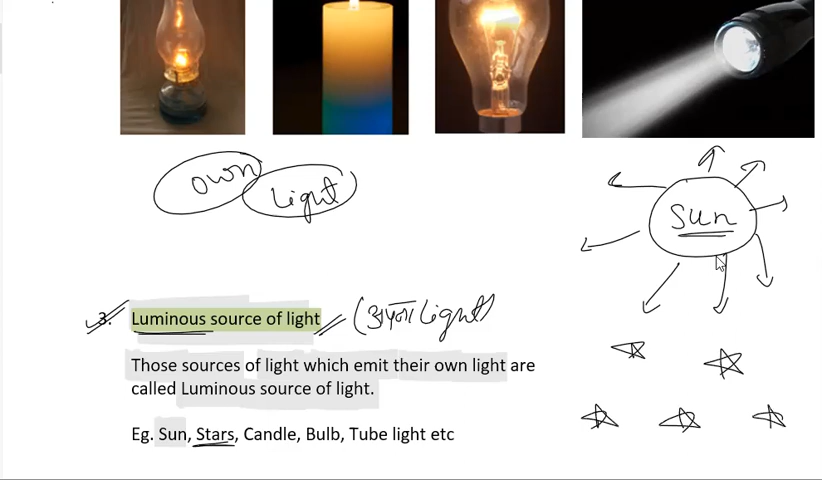 own light
Sun
3. Luminous source of light (अपना light)
Those sources of light which emit their own light are
called Luminous source of light.
Eg. Sun, Stars, Candle, Bulb, Tube light etc